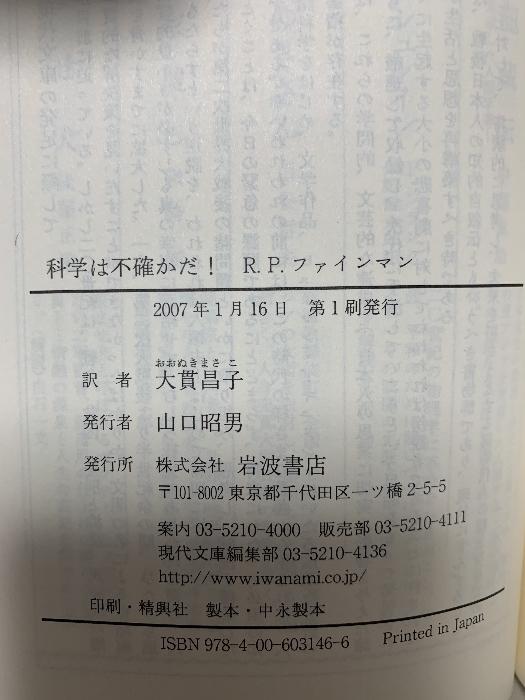 科学は不確かだ！ R.P.ファインマン
2007年1月16日 第1刷発行
おおぬきまさこ
訳者 大貫昌子
発行者 山口昭男
発行所 株式会社 岩波書店
〒101-8002 東京都千代田区一ツ橋2-5-5
案内 03-5210-4000 販売部 03-5210-4111
現代文庫編集部 03-5210-4136
http://www.iwanami.co.jp/
印刷・精興社 製本・中永製本
ISBN 978-4-00-603146-6 Printed in Japan